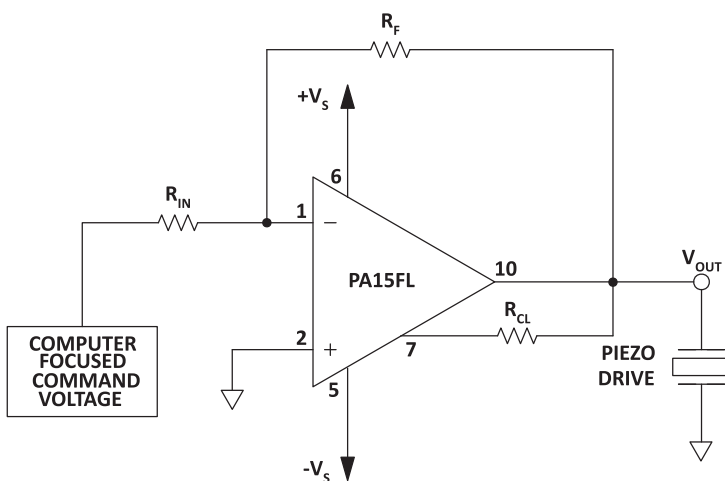 R_F
+V_S
6
R_IN
1
−
PA15FL
10
V_OUT
R_CL
2
+
7
COMPUTER
FOCUSED
COMMAND
VOLTAGE
PIEZO
DRIVE
5
-V_S